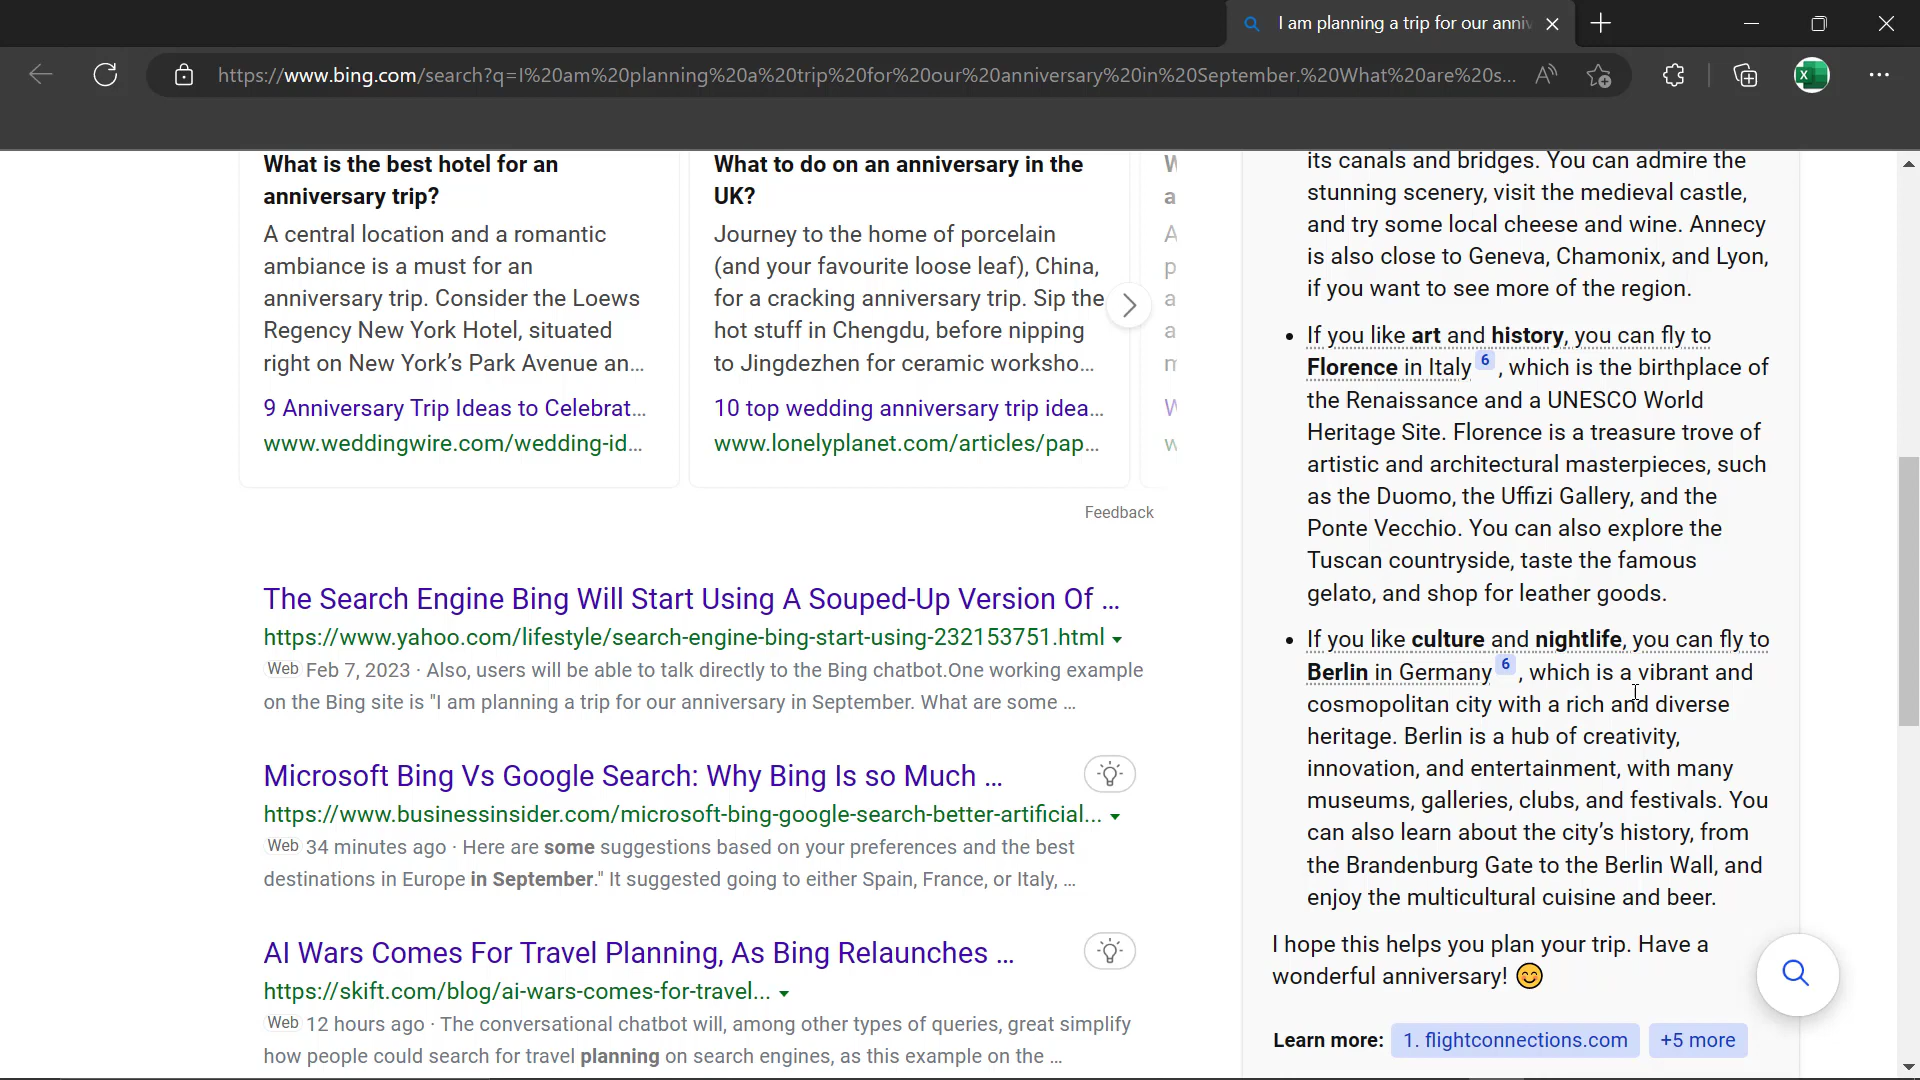 I am planning a trip for our anniv
https://www.bing.com/search?q=I%20am%20planning%20a%20trip%20for%20our%20anniversary%20in%20September.%20What%20are%20s...
What is the best hotel for an
anniversary trip?
A central location and a romantic
ambiance is a must for an
anniversary trip. Consider the Loews
Regency New York Hotel, situated
right on New York’s Park Avenue an...
9 Anniversary Trip Ideas to Celebrat...
www.weddingwire.com/wedding-id...
What to do on an anniversary in the
UK?
Journey to the home of porcelain
(and your favourite loose leaf), China,
for a cracking anniversary trip. Sip the
hot stuff in Chengdu, before nipping
to Jingdezhen for ceramic worksho...
10 top wedding anniversary trip idea...
www.lonelyplanet.com/articles/pap...
Feedback
The Search Engine Bing Will Start Using A Souped-Up Version Of ...
https://www.yahoo.com/lifestyle/search-engine-bing-start-using-232153751.html
Web Feb 7, 2023 · Also, users will be able to talk directly to the Bing chatbot.One working example
on the Bing site is "I am planning a trip for our anniversary in September. What are some ...
Microsoft Bing Vs Google Search: Why Bing Is so Much ...
https://www.businessinsider.com/microsoft-bing-google-search-better-artificial...
Web 34 minutes ago · Here are some suggestions based on your preferences and the best
destinations in Europe in September." It suggested going to either Spain, France, or Italy, ...
AI Wars Comes For Travel Planning, As Bing Relaunches ...
https://skift.com/blog/ai-wars-comes-for-travel...
Web 12 hours ago · The conversational chatbot will, among other types of queries, great simplify
how people could search for travel planning on search engines, as this example on the ...
its canals and bridges. You can admire the
stunning scenery, visit the medieval castle,
and try some local cheese and wine. Annecy
is also close to Geneva, Chamonix, and Lyon,
if you want to see more of the region.
• If you like art and history, you can fly to
Florence in Italy 6 , which is the birthplace of
the Renaissance and a UNESCO World
Heritage Site. Florence is a treasure trove of
artistic and architectural masterpieces, such
as the Duomo, the Uffizi Gallery, and the
Ponte Vecchio. You can also explore the
Tuscan countryside, taste the famous
gelato, and shop for leather goods.
• If you like culture and nightlife, you can fly to
Berlin in Germany 6 , which is a vibrant and
cosmopolitan city with a rich and diverse
heritage. Berlin is a hub of creativity,
innovation, and entertainment, with many
museums, galleries, clubs, and festivals. You
can also learn about the city’s history, from
the Brandenburg Gate to the Berlin Wall, and
enjoy the multicultural cuisine and beer.
I hope this helps you plan your trip. Have a
wonderful anniversary! 😊
Learn more: 1. flightconnections.com +5 more